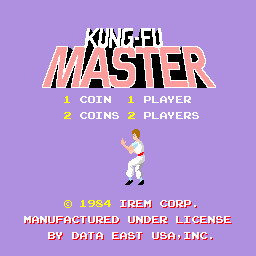 KUNG-FU
MASTER
1 COIN 1 PLAYER
2 COINS 2 PLAYERS
© 1984 IREM CORP.
MANUFACTURED UNDER LICENSE
BY DATA EAST USA,INC.